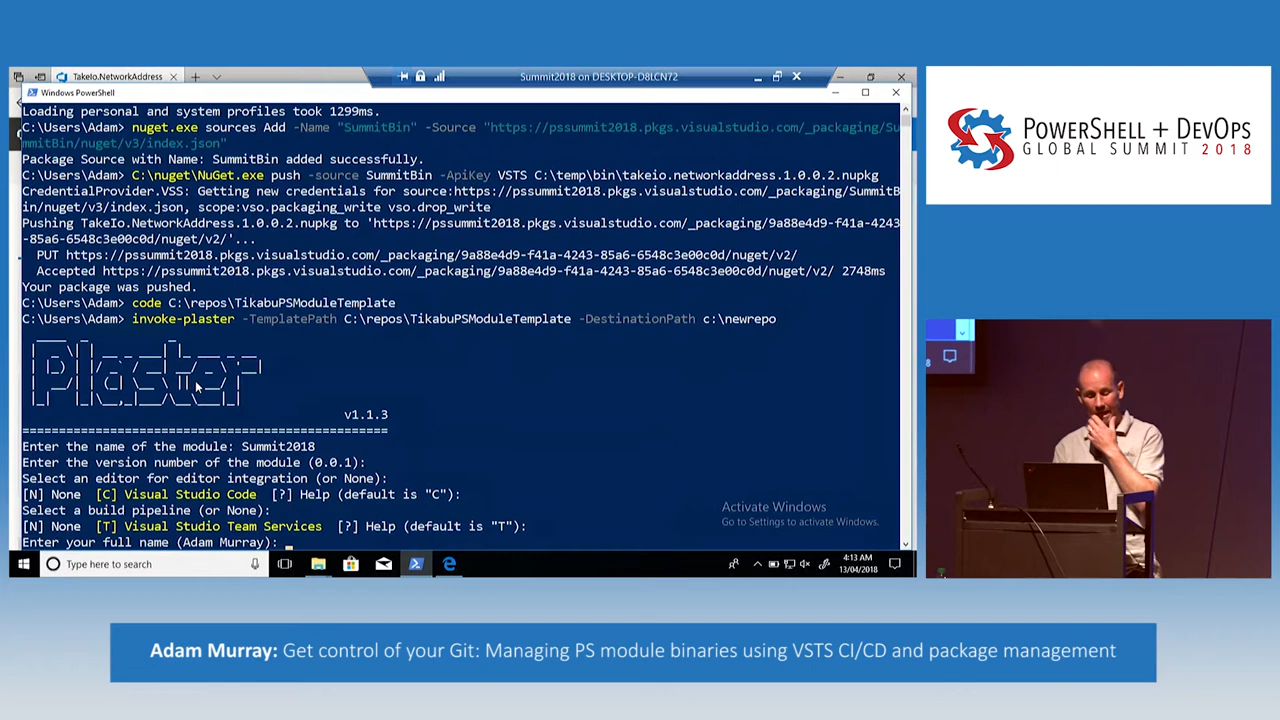 TakeIo.NetworkAddress
Summit2018 on DESKTOP-D8LCN72
Windows PowerShell
Loading personal and system profiles took 1299ms.
C:\Users\Adam> nuget.exe sources Add -Name "SummitBin" -Source "https://pssummit2018.pkgs.visualstudio.com/_packaging/Su
mmitBin/nuget/v3/index.json"
Package Source with Name: SummitBin added successfully.
C:\Users\Adam> C:\nuget\NuGet.exe push -source SummitBin -ApiKey VSTS C:\temp\bin\takeio.networkaddress.1.0.0.2.nupkg
CredentialProvider.VSS: Getting new credentials for source:https://pssummit2018.pkgs.visualstudio.com/_packaging/SummitB
in/nuget/v3/index.json, scope:vso.packaging_write vso.drop_write
Pushing TakeIo.NetworkAddress.1.0.0.2.nupkg to 'https://pssummit2018.pkgs.visualstudio.com/_packaging/9a88e4d9-f41a-4243
-85a6-6548c3e00c0d/nuget/v2/'...
PUT https://pssummit2018.pkgs.visualstudio.com/_packaging/9a88e4d9-f41a-4243-85a6-6548c3e00c0d/nuget/v2/
Accepted https://pssummit2018.pkgs.visualstudio.com/_packaging/9a88e4d9-f41a-4243-85a6-6548c3e00c0d/nuget/v2/ 2748ms
Your package was pushed.
C:\Users\Adam> code C:\repos\TikabuPSModuleTemplate
C:\Users\Adam> invoke-plaster -TemplatePath C:\repos\TikabuPSModuleTemplate -DestinationPath c:\newrepo
Plaster
v1.1.3
==================================================
Enter the name of the module: Summit2018
Enter the version number of the module (0.0.1):
Select an editor for editor integration (or None):
[N] None [C] Visual Studio Code [?] Help (default is "C"):
Select a build pipeline (or None):
[N] None [T] Visual Studio Team Services [?] Help (default is "T"):
Enter your full name (Adam Murray):
Activate Windows
Go to Settings to activate Windows.
Type here to search
4:13 AM
13/04/2018
POWERSHELL + DEVOPS
GLOBAL SUMMIT 2018
Adam Murray: Get control of your Git: Managing PS module binaries using VSTS CI/CD and package management